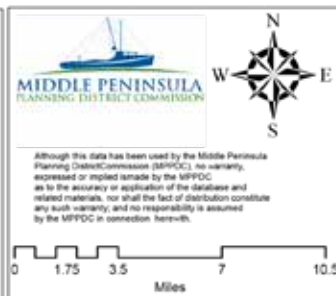 MIDDLE PENINSULA
PLANNING DISTRICT COMMISSION
N
W
E
S
Although this data has been used by the Middle Peninsula
Planning DistrictCommission (MPPDC), no warranty,
expressed or implied ismade by the MPPDC
as to the accuracy or application of the database and
related materials, nor shall the fact of distribution constitute
any such warranty, and no responsibility is assumed
by the MPPDC in connection herewith.
0 1.75 3.5 7 10.5
Miles